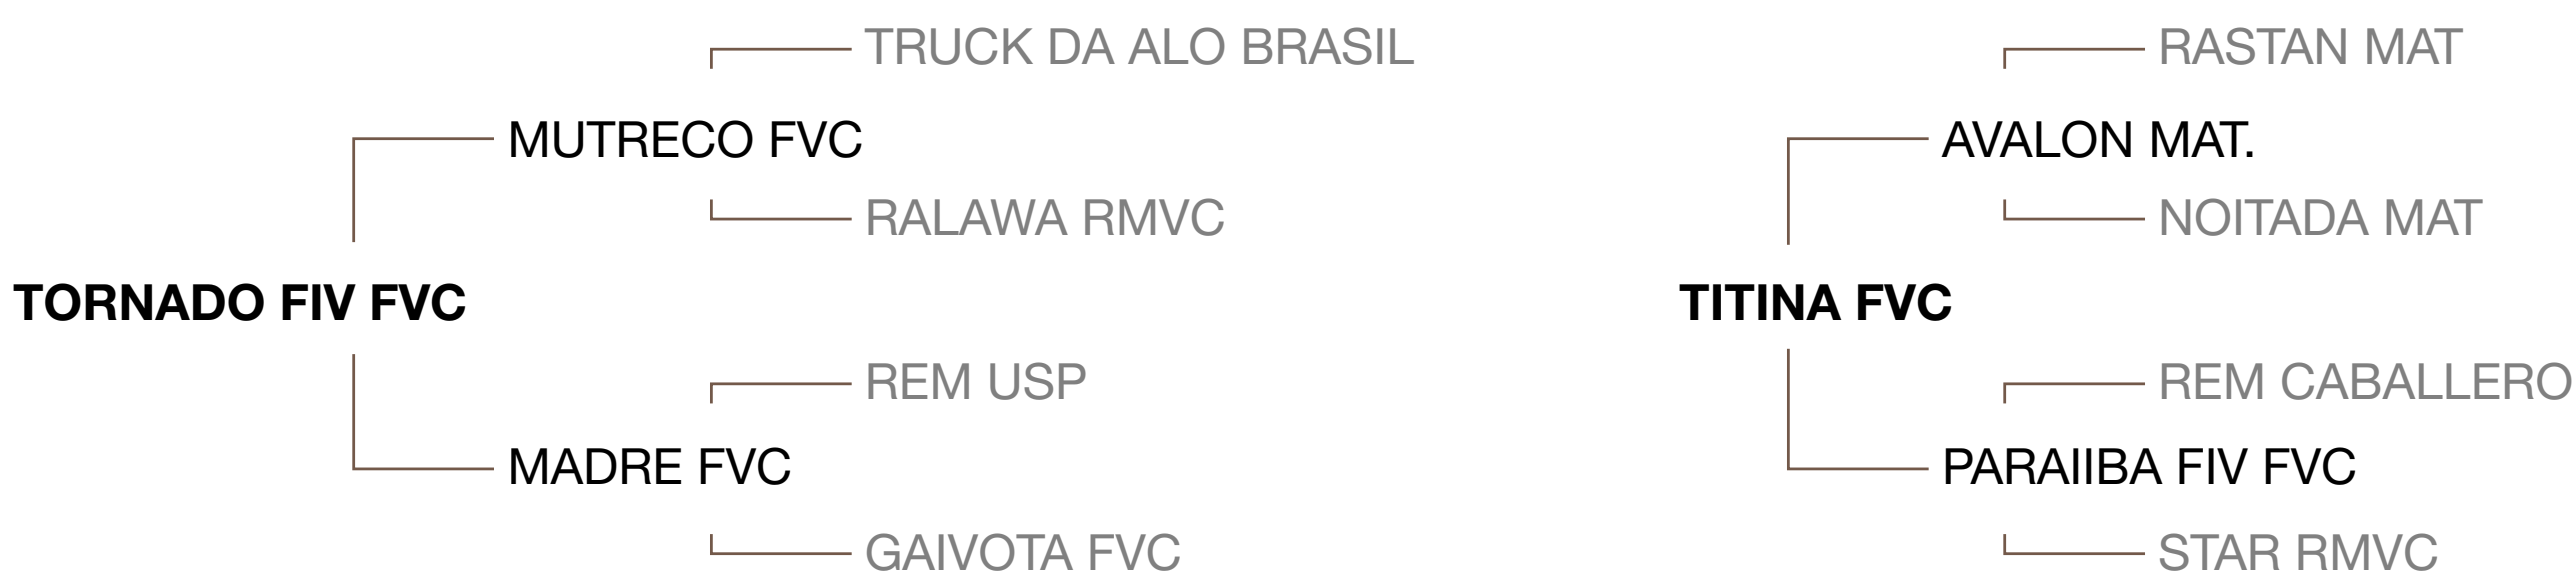 TRUCK DA ALO BRASIL
MUTRECO FVC
RALAWA RMVC
TORNADO FIV FVC
REM USP
MADRE FVC
GAIVOTA FVC
RASTAN MAT
AVALON MAT.
NOITADA MAT
TITINA FVC
REM CABALLERO
PARAIIBA FIV FVC
STAR RMVC